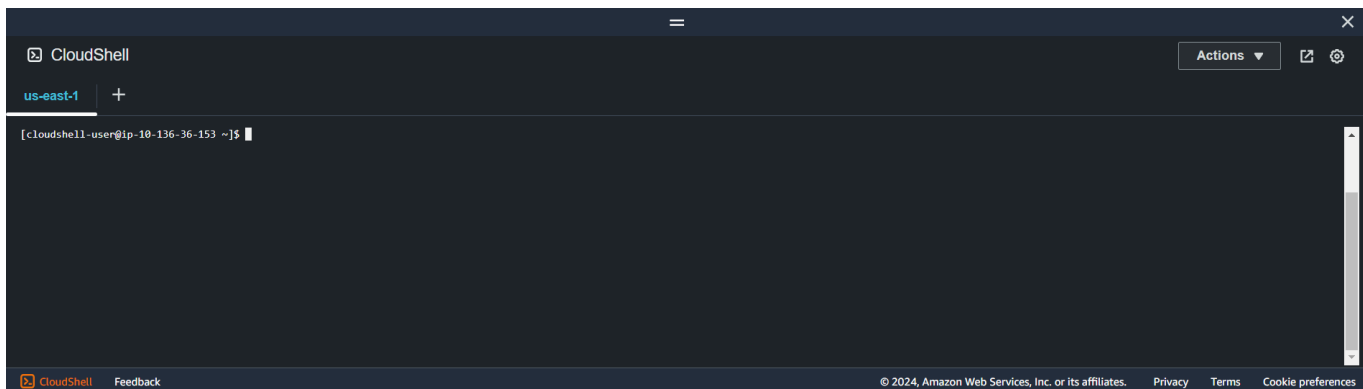 CloudShell
Actions
us-east-1
[cloudshell-user@ip-10-136-36-153 ~]$
CloudShell Feedback © 2024, Amazon Web Services, Inc. or its affiliates. Privacy Terms Cookie preferences